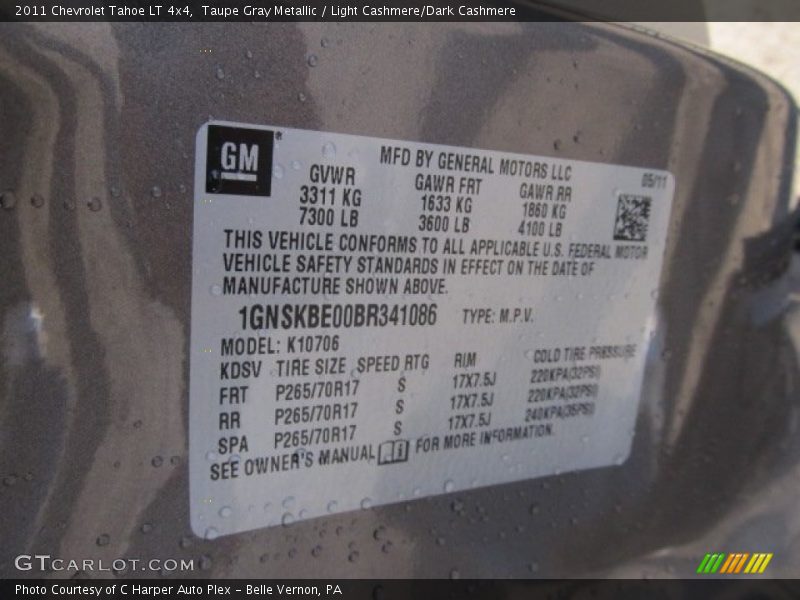 2011 Chevrolet Tahoe LT 4x4,  Taupe Gray Metallic / Light Cashmere/Dark Cashmere
GM
MFD BY GENERAL MOTORS LLC
05/11
GVWR GAWR FRT GAWR RR
3311 KG 1633 KG 1860 KG
7300 LB 3600 LB 4100 LB
THIS VEHICLE CONFORMS TO ALL APPLICABLE U.S. FEDERAL MOTOR
VEHICLE SAFETY STANDARDS IN EFFECT ON THE DATE OF
MANUFACTURE SHOWN ABOVE.
1GNSKBE00BR341086 TYPE: M.P.V.
MODEL: K10706
KDSV TIRE SIZE SPEED RTG RIM COLD TIRE PRESSURE
FRT P265/70R17 S 17X7.5J 220KPA(32PSI)
RR P265/70R17 S 17X7.5J 220KPA(32PSI)
SPA P265/70R17 S 17X7.5J 240KPA(35PSI)
SEE OWNER'S MANUAL FOR MORE INFORMATION.
GTCARLOT.COM
Photo Courtesy of C Harper Auto Plex – Belle Vernon, PA